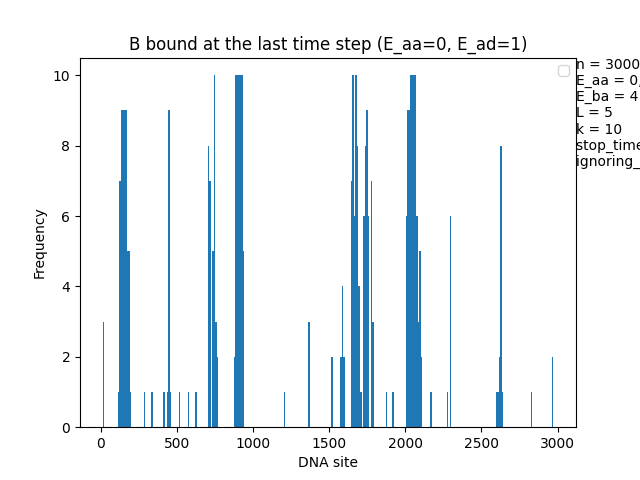 B bound at the last time step (E_aa=0, E_ad=1)
n = 3000
E_aa = 0,
E_ba = 4
L = 5
k = 10
stop_time
ignoring_
Frequency
10
8
6
4
2
0
0 500 1000 1500 2000 2500 3000
DNA site